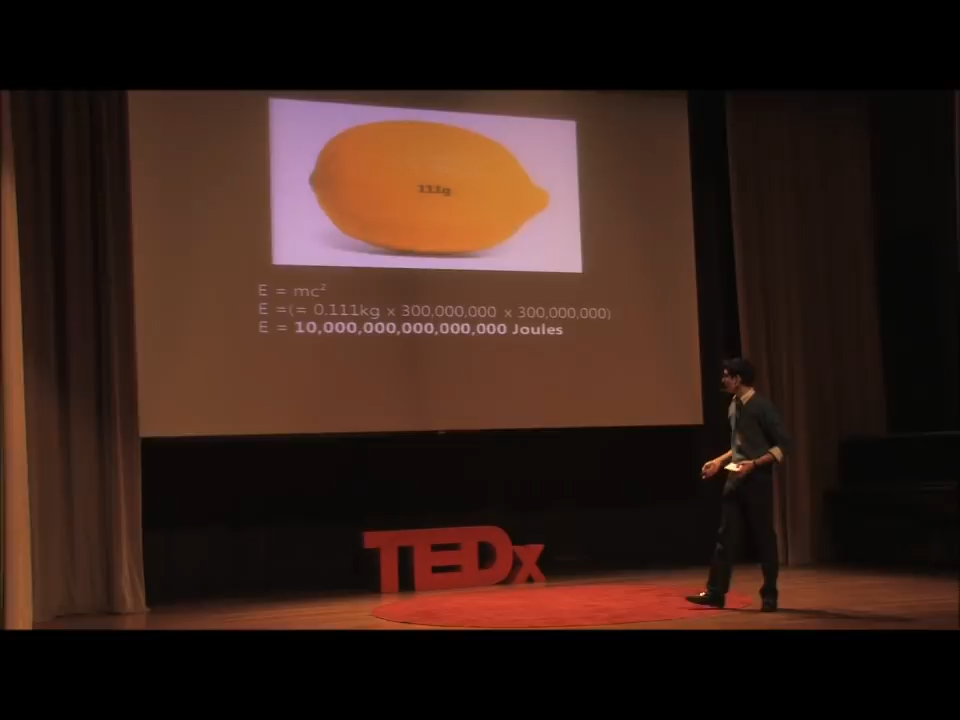 111g
E = mc²
E =(= 0.111kg x 300,000,000 x 300,000,000)
E = 10,000,000,000,000,000 Joules
TEDx